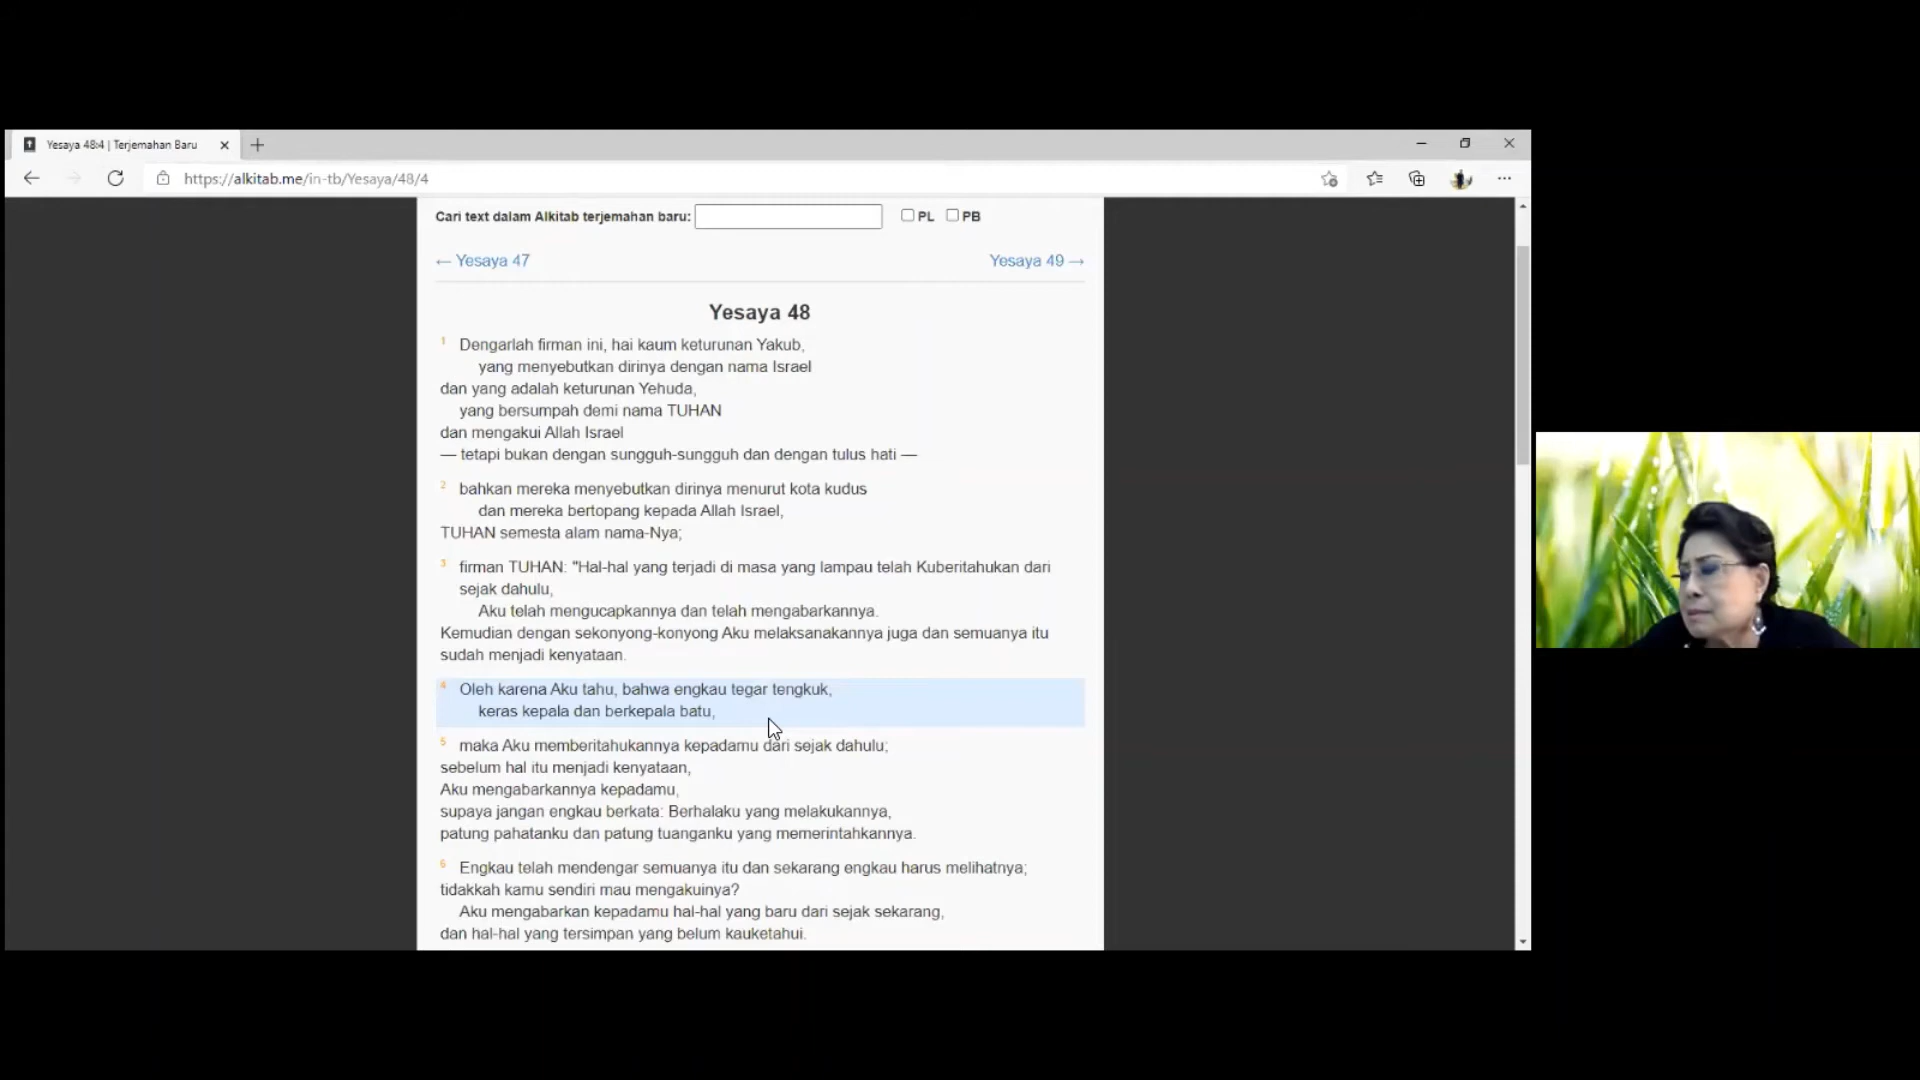 Yesaya 48:4 | Terjemahan Baru
https://alkitab.me/in-tb/Yesaya/48/4
Cari text dalam Alkitab terjemahan baru: PL PB
← Yesaya 47 Yesaya 49 →
Yesaya 48
1 Dengarlah firman ini, hai kaum keturunan Yakub,
yang menyebutkan dirinya dengan nama Israel
dan yang adalah keturunan Yehuda,
yang bersumpah demi nama TUHAN
dan mengakui Allah Israel
— tetapi bukan dengan sungguh-sungguh dan dengan tulus hati —
2 bahkan mereka menyebutkan dirinya menurut kota kudus
dan mereka bertopang kepada Allah Israel,
TUHAN semesta alam nama-Nya;
3 firman TUHAN: "Hal-hal yang terjadi di masa yang lampau telah Kuberitahukan dari
sejak dahulu,
Aku telah mengucapkannya dan telah mengabarkannya.
Kemudian dengan sekonyong-konyong Aku melaksanakannya juga dan semuanya itu
sudah menjadi kenyataan.
4 Oleh karena Aku tahu, bahwa engkau tegar tengkuk,
keras kepala dan berkepala batu,
5 maka Aku memberitahukannya kepadamu dari sejak dahulu;
sebelum hal itu menjadi kenyataan,
Aku mengabarkannya kepadamu,
supaya jangan engkau berkata: Berhalaku yang melakukannya,
patung pahatanku dan patung tuanganku yang memerintahkannya.
6 Engkau telah mendengar semuanya itu dan sekarang engkau harus melihatnya;
tidakkah kamu sendiri mau mengakuinya?
Aku mengabarkan kepadamu hal-hal yang baru dari sejak sekarang,
dan hal-hal yang tersimpan yang belum kauketahui.